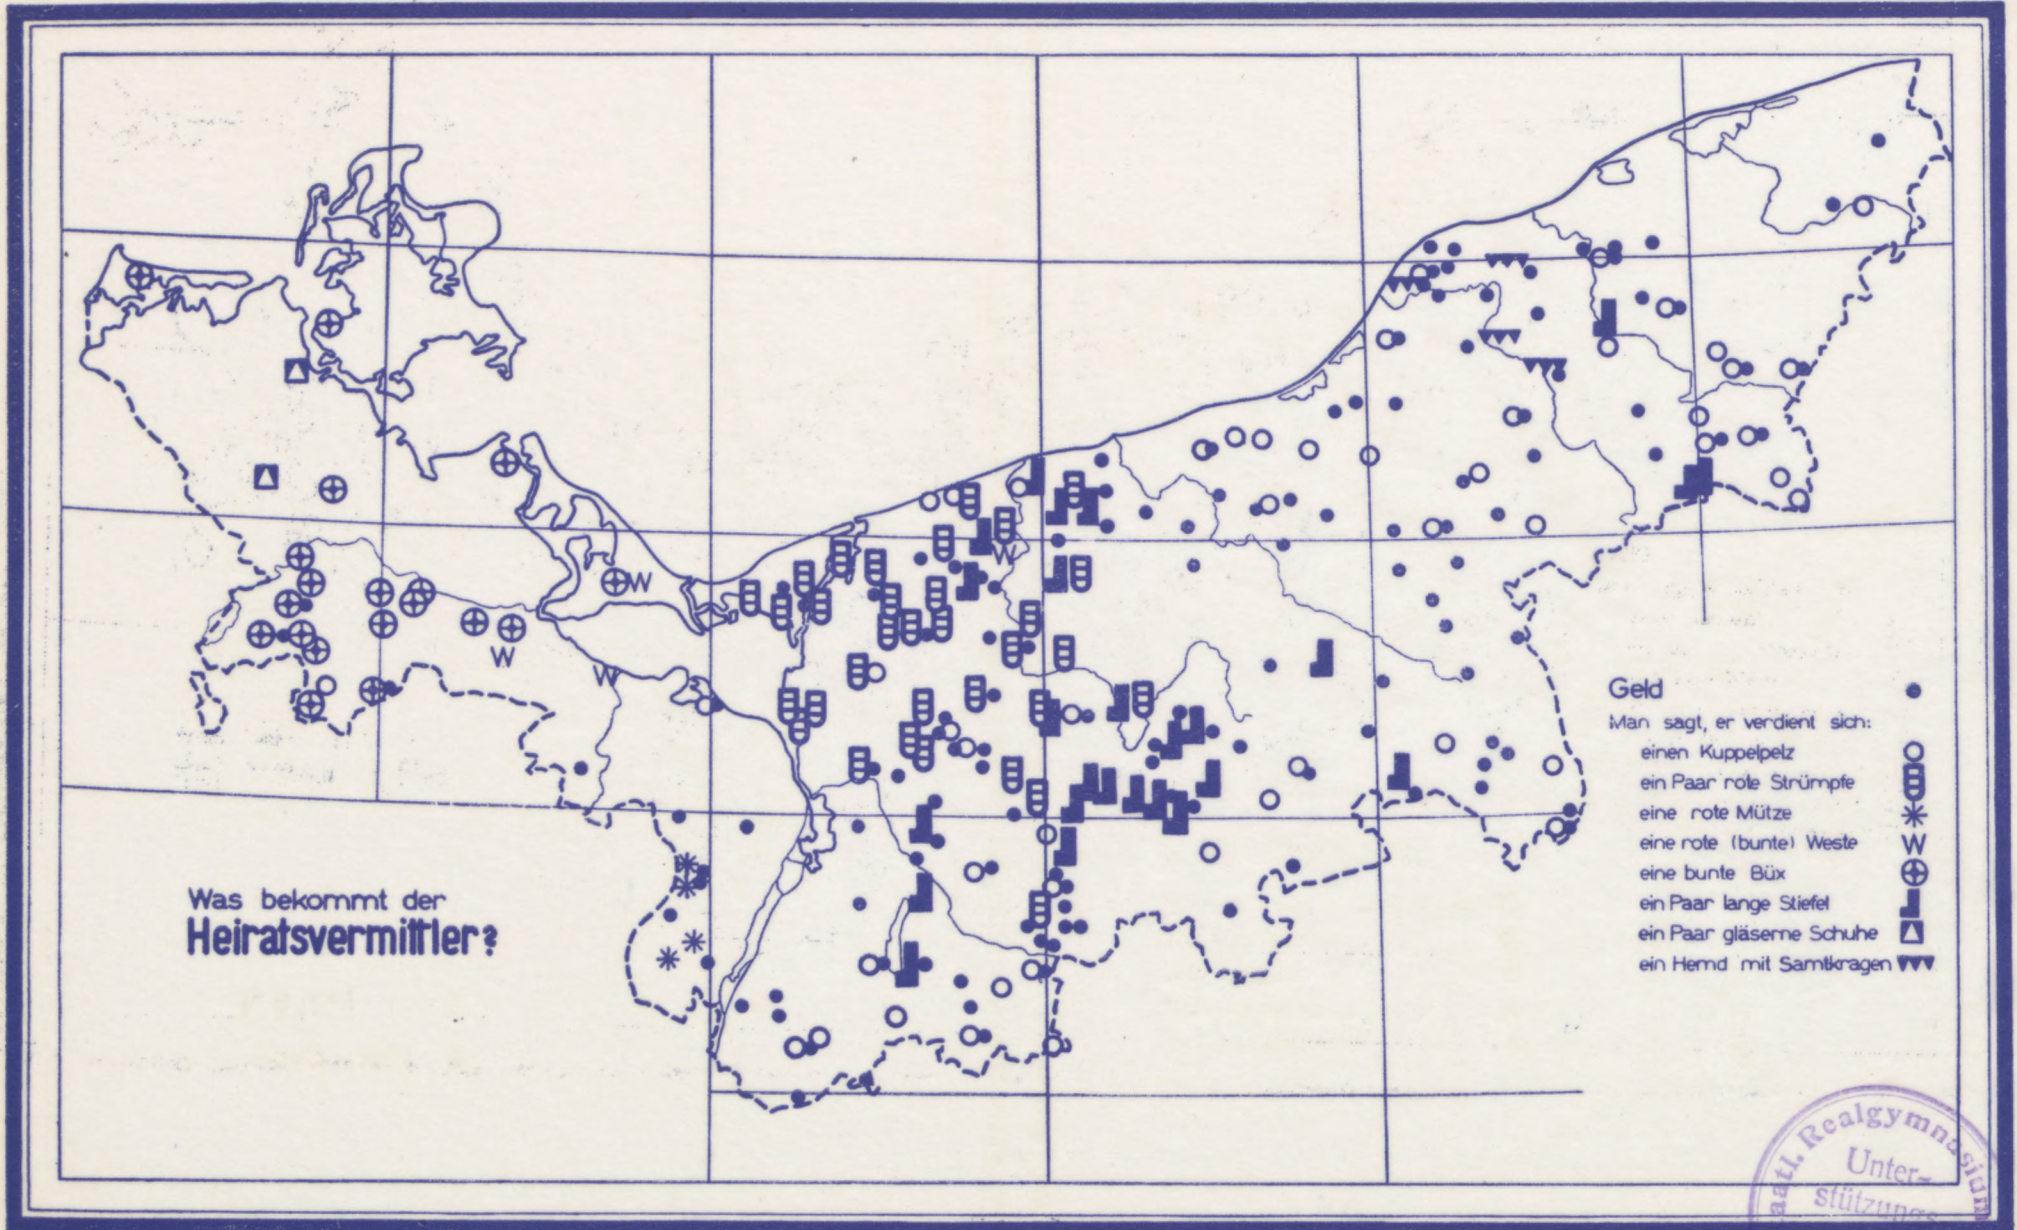 Geld
Man sagt, er verdient sich:
einen Kuppelpelz
ein Paar rote Strümpfe
eine rote Mütze
eine rote (bunte) Weste
eine bunte Büx
ein Paar lange Stiefel
ein Paar gläserne Schuhe
ein Hemd mit Samtkragen
Was bekommt der
Heiratsvermittler?
W
W
W
W
W
aatl. Realgymnasium
Unter-
stützungs